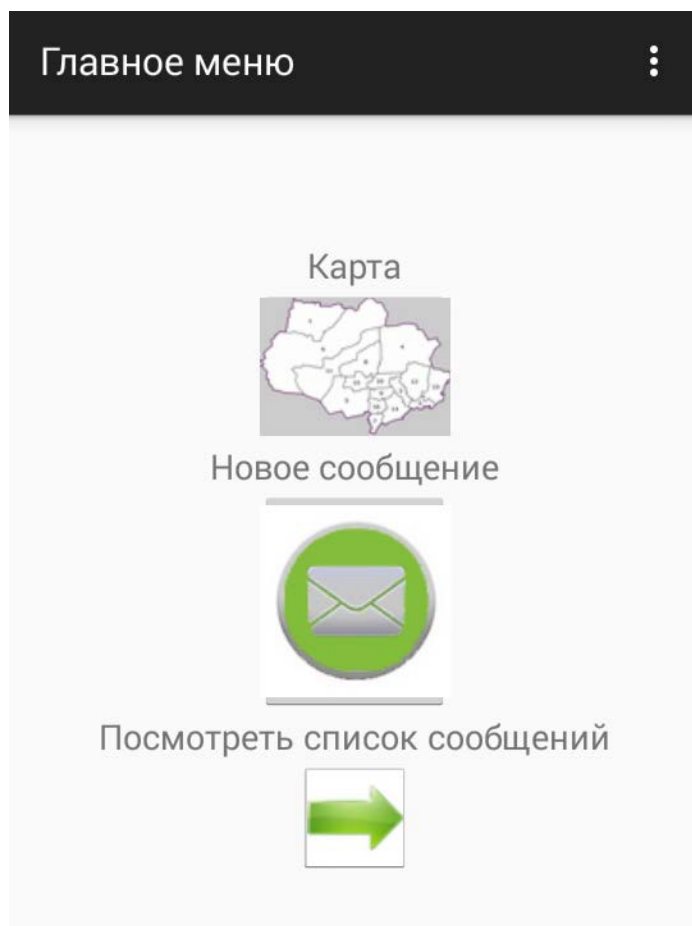 Главное меню
Карта
Новое сообщение
Посмотреть список сообщений